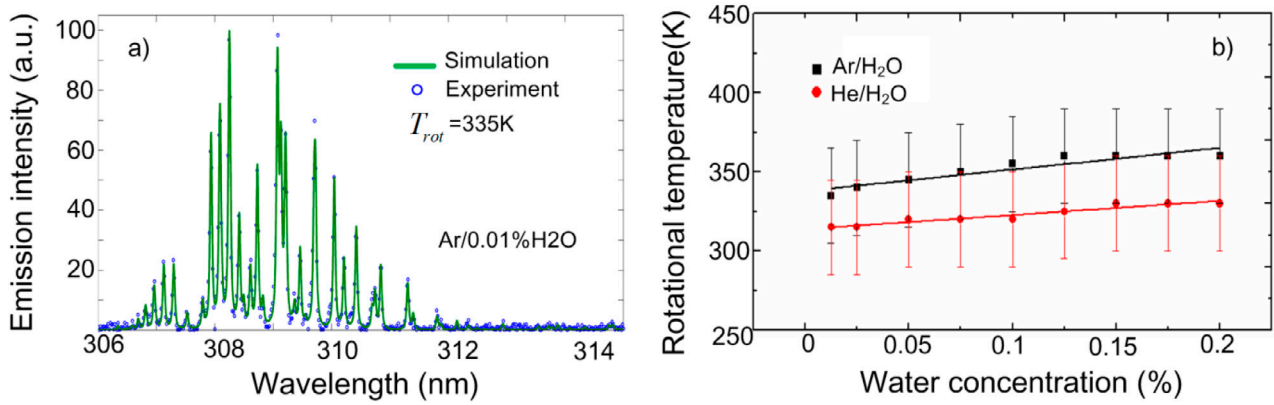 a)
Simulation
Experiment
T_rot =335K
Ar/0.01%H2O
Emission intensity (a.u.)
100
80
60
40
20
0
306 308 310 312 314
Wavelength (nm)
b)
Ar/H₂O
He/H₂O
Rotational temperature(K)
450
400
350
300
250
0 0.05 0.1 0.15 0.2
Water concentration (%)